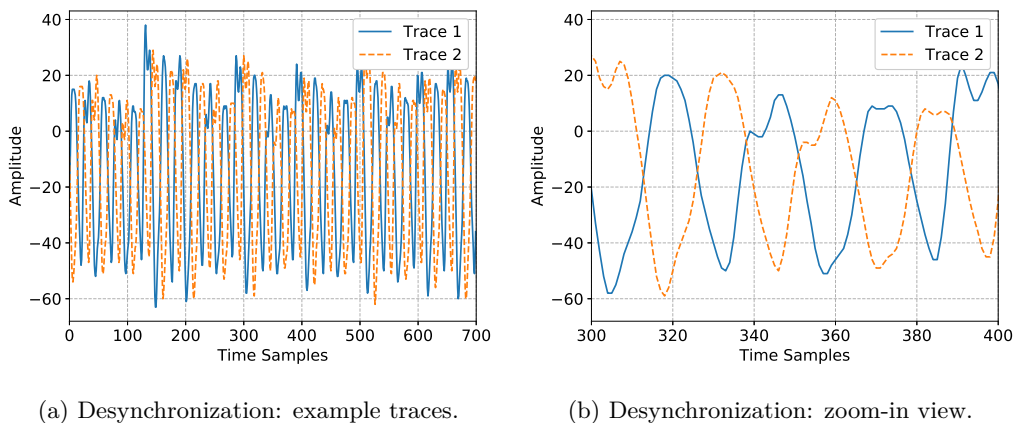 40
20
0
−20
−40
−60
Amplitude
0 100 200 300 400 500 600 700
Time Samples
Trace 1
Trace 2
(a) Desynchronization: example traces.
40
20
0
−20
−40
−60
Amplitude
300 320 340 360 380 400
Time Samples
Trace 1
Trace 2
(b) Desynchronization: zoom-in view.